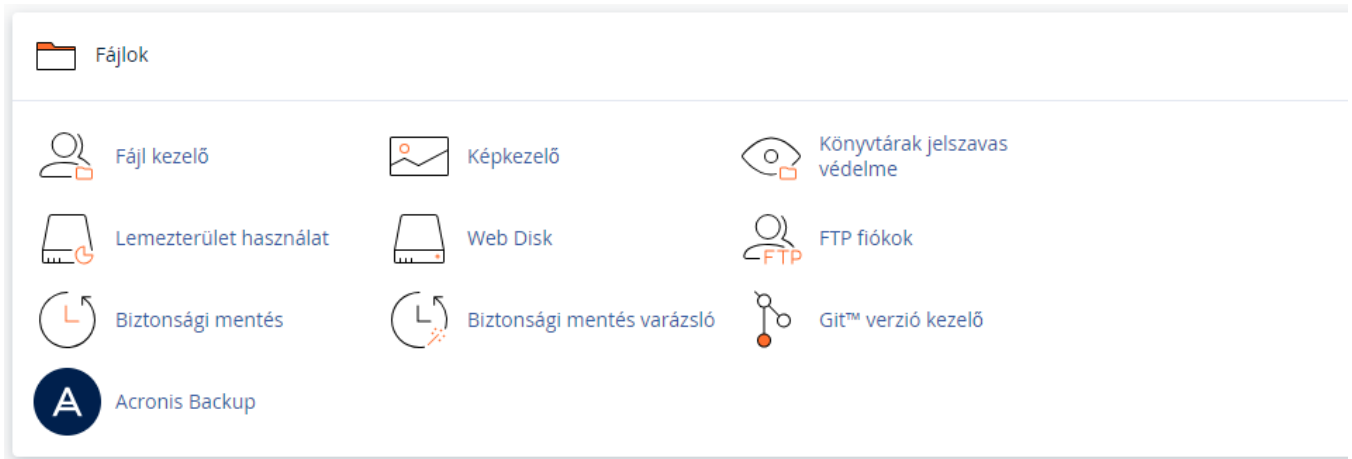 Fájlok
Fájl kezelő
Képkezelő
Könyvtárak jelszavas
védelme
Lemezterület használat
Web Disk
FTP
FTP fiókok
Biztonsági mentés
Biztonsági mentés varázsló
Git™ verzió kezelő
Acronis Backup